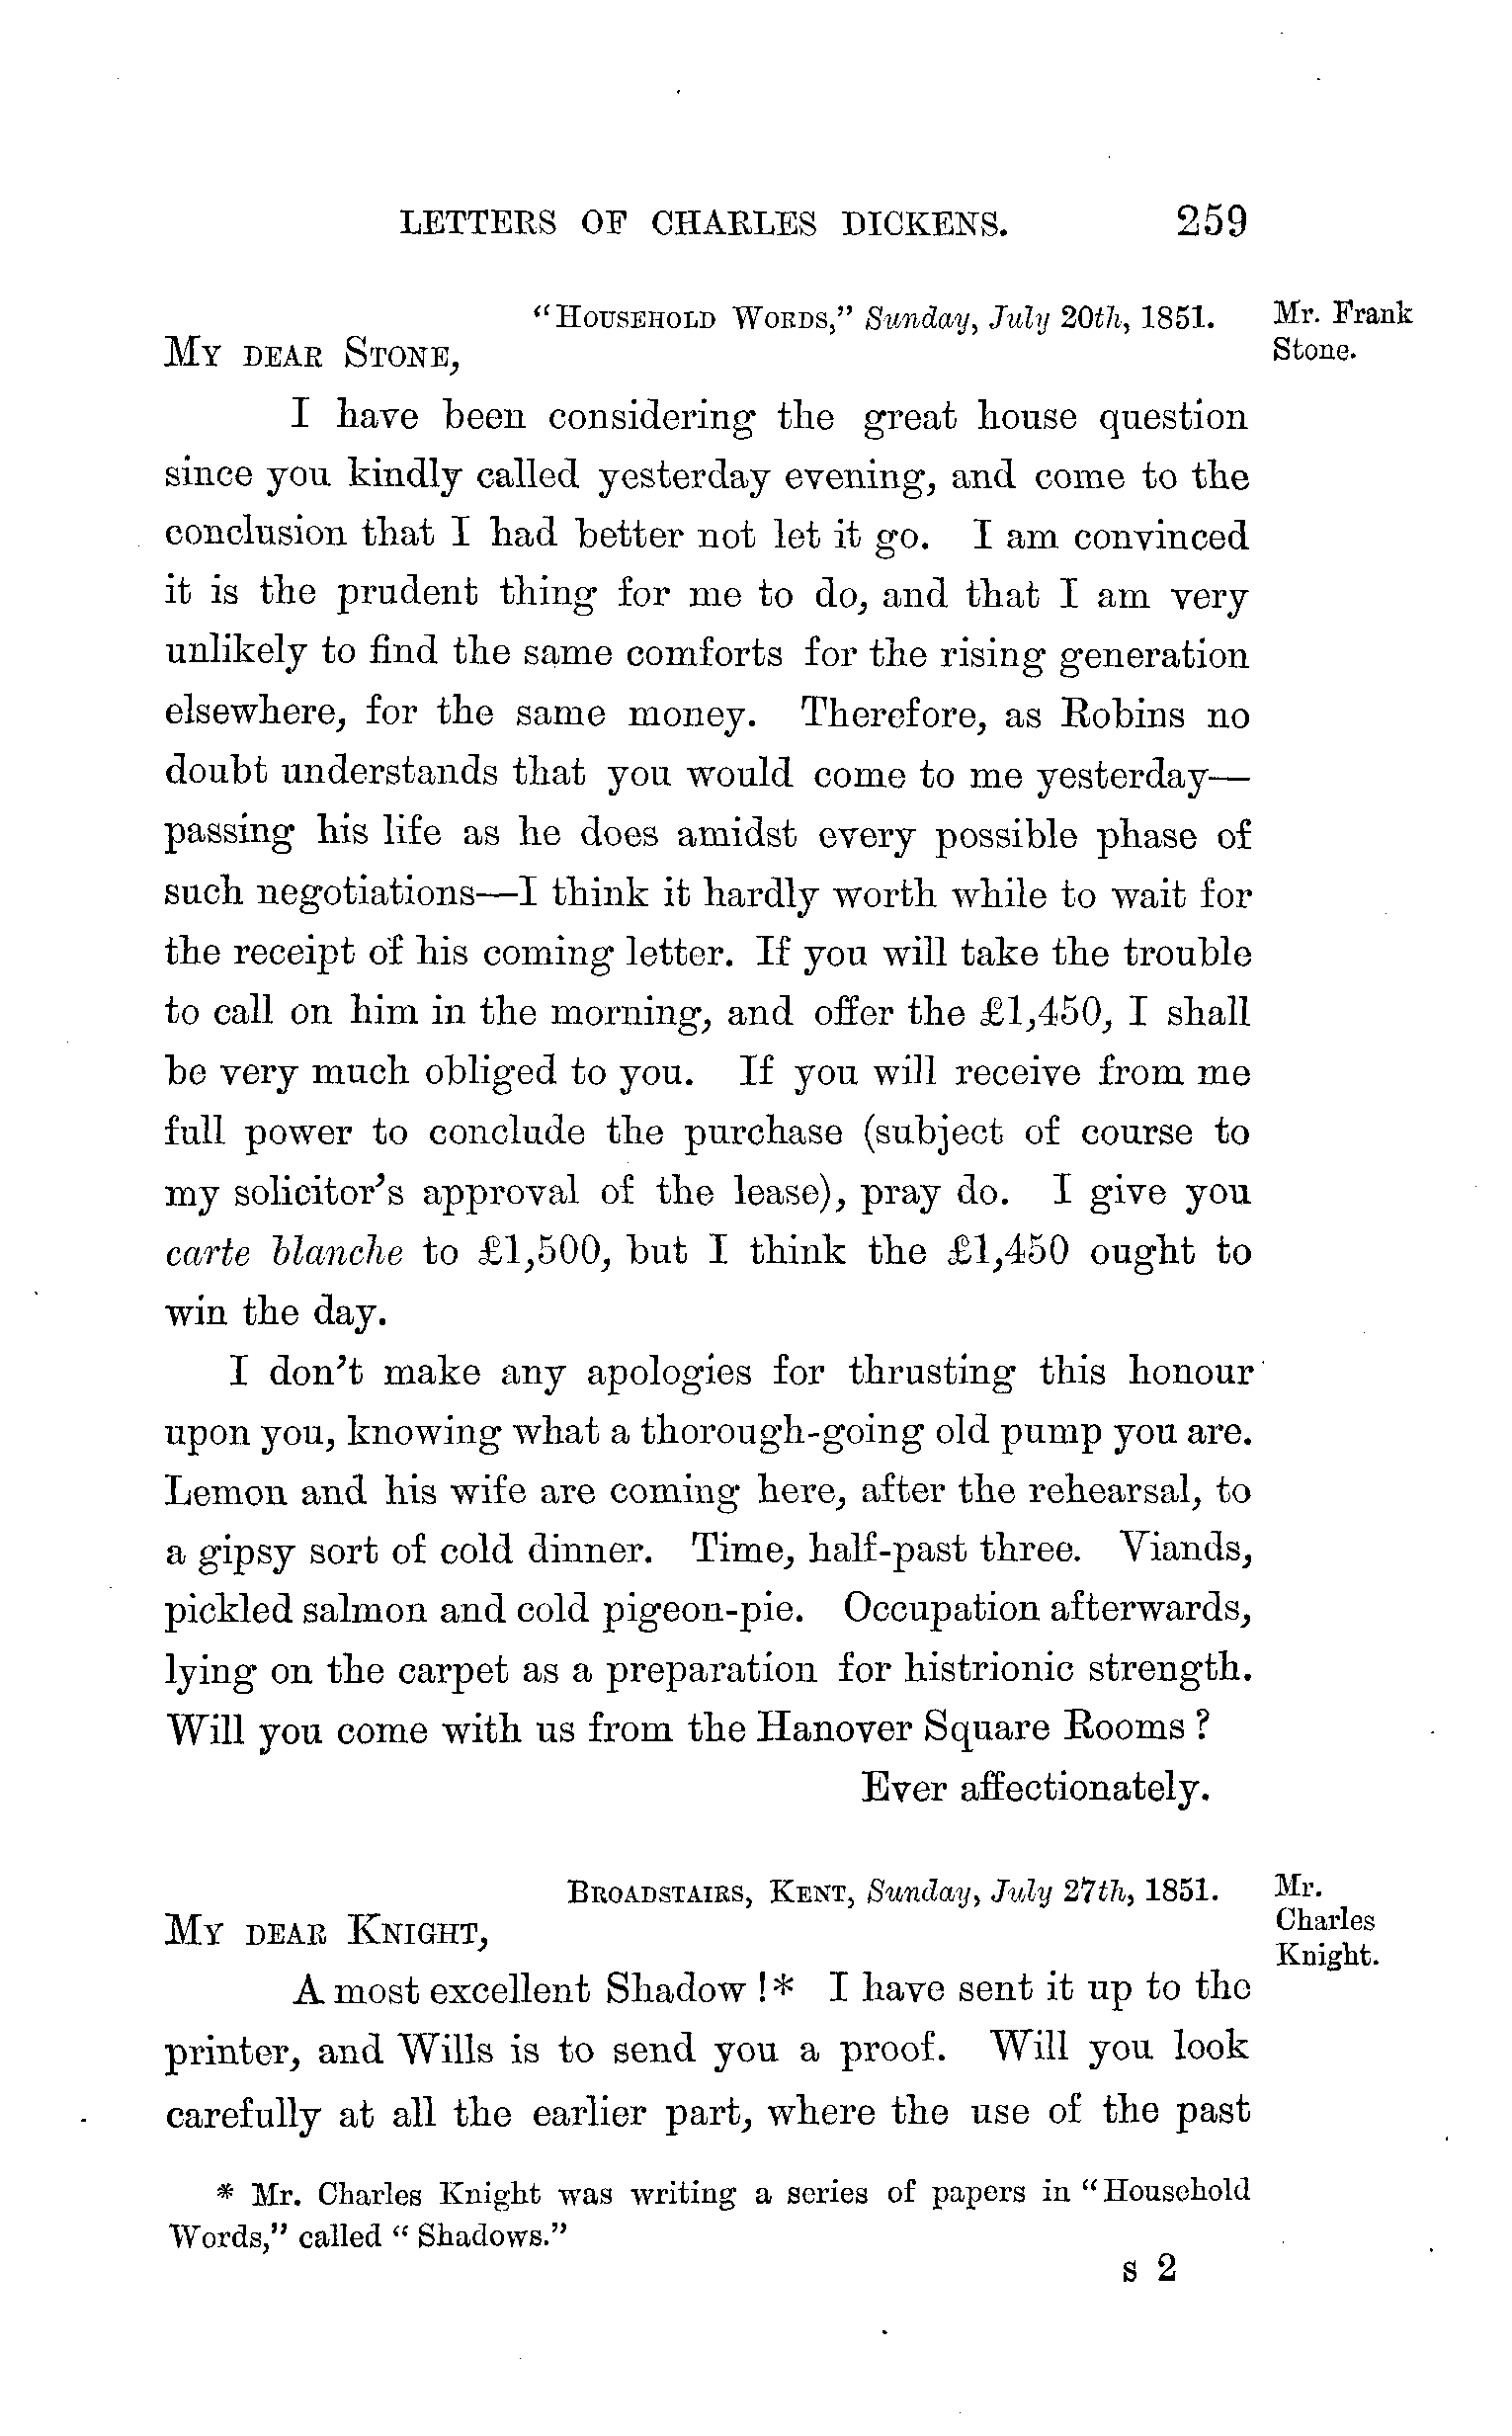 LETTERS OF CHARLES DICKENS. 259
"HOUSEHOLD WORDS," Sunday, July 20th, 1851.
Mr. Frank
Stone.
MY DEAR STONE,
I have been considering the great house question
since you kindly called yesterday evening, and come to the
conclusion that I had better not let it go. I am convinced
it is the prudent thing for me to do, and that I am very
unlikely to find the same comforts for the rising generation
elsewhere, for the same money. Therefore, as Robins no
doubt understands that you would come to me yesterday—
passing his life as he does amidst every possible phase of
such negotiations—I think it hardly worth while to wait for
the receipt of his coming letter. If you will take the trouble
to call on him in the morning, and offer the £1,450, I shall
be very much obliged to you. If you will receive from me
full power to conclude the purchase (subject of course to
my solicitor's approval of the lease), pray do. I give you
carte blanche to £1,500, but I think the £1,450 ought to
win the day.
I don't make any apologies for thrusting this honour
upon you, knowing what a thorough-going old pump you are.
Lemon and his wife are coming here, after the rehearsal, to
a gipsy sort of cold dinner. Time, half-past three. Viands,
pickled salmon and cold pigeon-pie. Occupation afterwards,
lying on the carpet as a preparation for histrionic strength.
Will you come with us from the Hanover Square Rooms?
Ever affectionately.
BROADSTAIRS, KENT, Sunday, July 27th, 1851.
Mr.
Charles
Knight.
MY DEAR KNIGHT,
A most excellent Shadow!* I have sent it up to the
printer, and Wills is to send you a proof. Will you look
carefully at all the earlier part, where the use of the past
* Mr. Charles Knight was writing a series of papers in "Household
Words," called "Shadows."
S 2